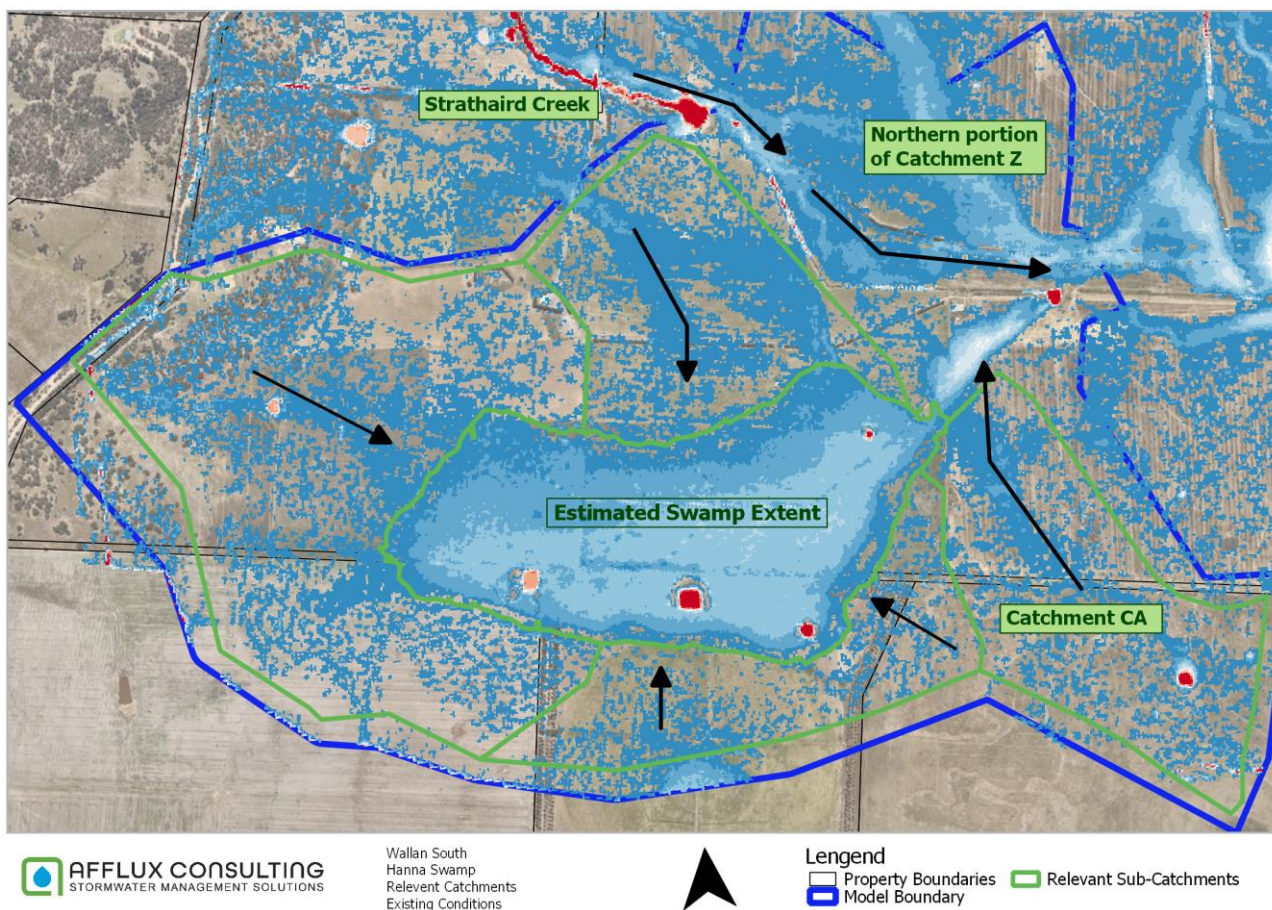 Strathaird Creek
Northern portion
of Catchment Z
Estimated Swamp Extent
Catchment CA
AFFLUX CONSULTING
STORMWATER MANAGEMENT SOLUTIONS
Wallan South
Hanna Swamp
Relevent Catchments
Existing Conditions
Lengend
Property Boundaries
Model Boundary
Relevant Sub-Catchments